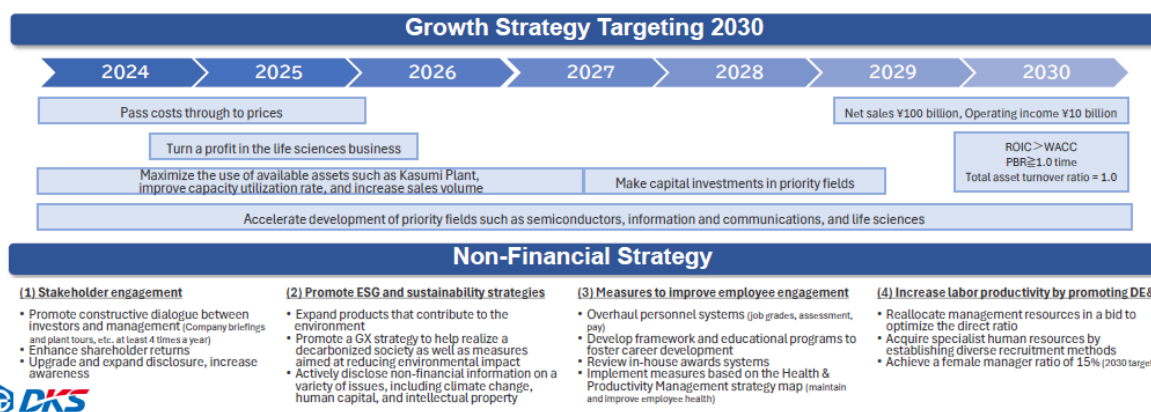 Growth Strategy Targeting 2030
2024 2025 2026 2027 2028 2029 2030
Pass costs through to prices
Net sales ¥100 billion, Operating income ¥10 billion
Turn a profit in the life sciences business
ROIC＞WACC
PBR≧1.0 time
Total asset turnover ratio = 1.0
Maximize the use of available assets such as Kasumi Plant,
improve capacity utilization rate, and increase sales volume
Make capital investments in priority fields
Accelerate development of priority fields such as semiconductors, information and communications, and life sciences
Non-Financial Strategy
(1) Stakeholder engagement
• Promote constructive dialogue between
investors and management (Company briefings
and plant tours, etc. at least 4 times a year)
• Enhance shareholder returns
• Upgrade and expand disclosure, increase
awareness
(2) Promote ESG and sustainability strategies
• Expand products that contribute to the
environment
• Promote a GX strategy to help realize a
decarbonized society as well as measures
aimed at reducing environmental impact
• Actively disclose non-financial information on a
variety of issues, including climate change,
human capital, and intellectual property
(3) Measures to improve employee engagement
• Overhaul personnel systems (job grades, assessment,
pay)
• Develop framework and educational programs to
foster career development
• Review in-house awards systems
• Implement measures based on the Health &
Productivity Management strategy map (maintain
and improve employee health)
(4) Increase labor productivity by promoting DE&
• Reallocate management resources in a bid to
optimize the direct ratio
• Acquire specialist human resources by
establishing diverse recruitment methods
• Achieve a female manager ratio of 15% (2030 target
DKS